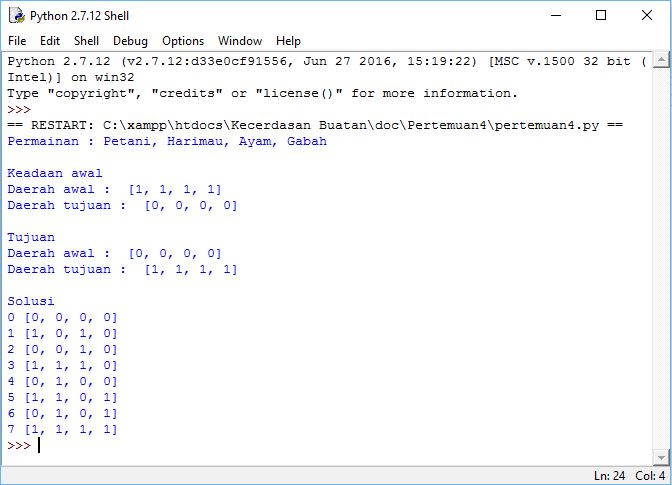 Python 2.7.12 Shell
File Edit Shell Debug Options Window Help
Python 2.7.12 (v2.7.12:d33e0cf91556, Jun 27 2016, 15:19:22) [MSC v.1500 32 bit (
Intel)] on win32
Type "copyright", "credits" or "license()" for more information.
>>>
== RESTART: C:\xampp\htdocs\Kecerdasan Buatan\doc\Pertemuan4\pertemuan4.py ==
Permainan : Petani, Harimau, Ayam, Gabah
Keadaan awal
Daerah awal :  [1, 1, 1, 1]
Daerah tujuan :  [0, 0, 0, 0]
Tujuan
Daerah awal :  [0, 0, 0, 0]
Daerah tujuan :  [1, 1, 1, 1]
Solusi
0 [0, 0, 0, 0]
1 [1, 0, 1, 0]
2 [0, 0, 1, 0]
3 [1, 1, 1, 0]
4 [0, 1, 0, 0]
5 [1, 1, 0, 1]
6 [0, 1, 0, 1]
7 [1, 1, 1, 1]
>>>
Ln: 24 Col: 4